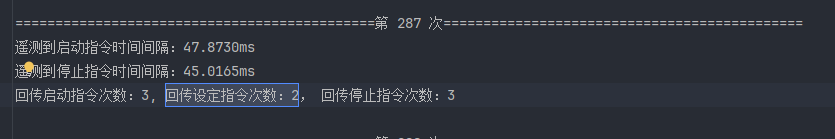 =============================================第 287 次=============================================
遥测到启动指令时间间隔：47.8730ms
遥测到停止指令时间间隔：45.0165ms
回传启动指令次数：3, 回传设定指令次数：2， 回传停止指令次数：3